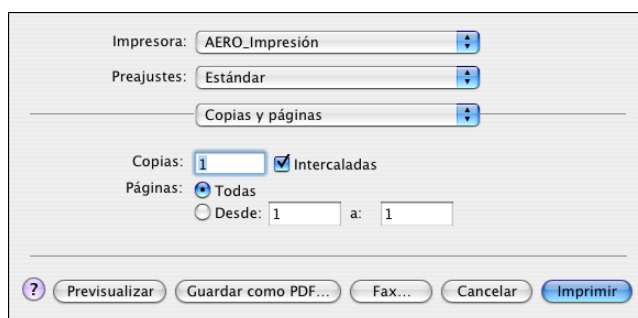 Impresora: AERO_Impresión
Preajustes: Estándar
Copias y páginas
Copias: 1 Intercaladas
Páginas: Todas
Desde: 1 a: 1
? Previsualizar Guardar como PDF... Fax... Cancelar Imprimir